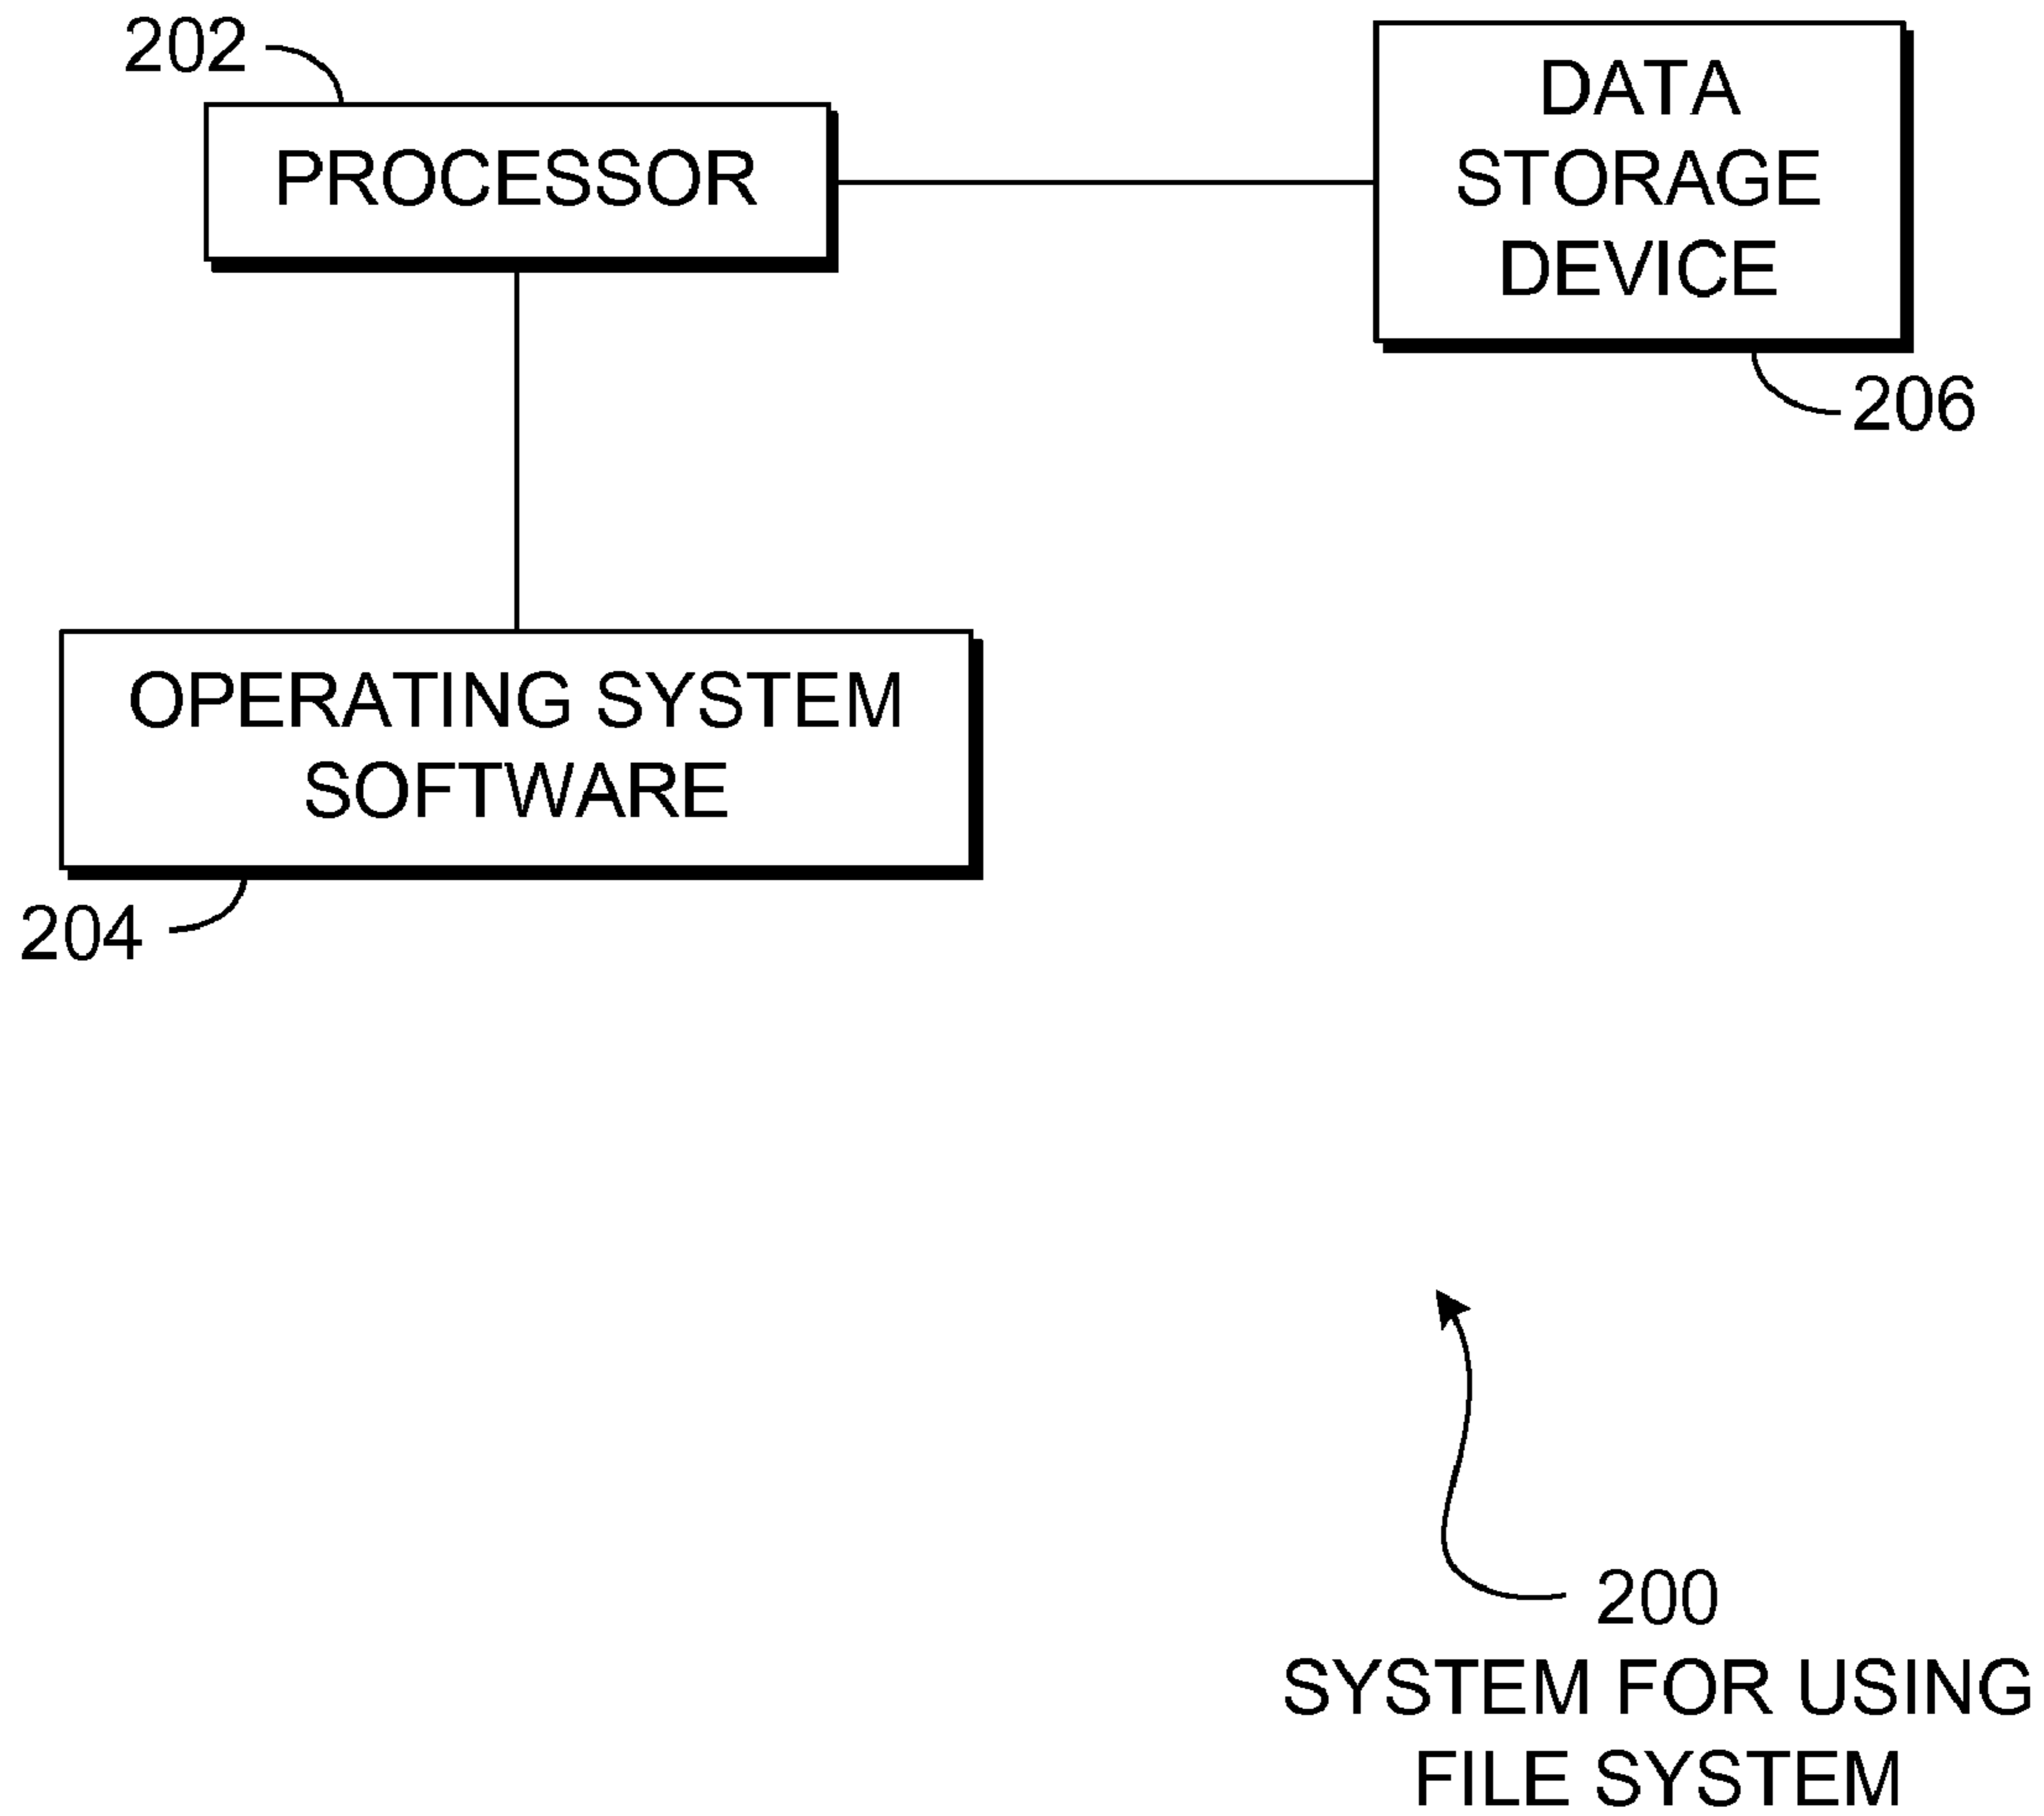 202
PROCESSOR
DATA
STORAGE
DEVICE
206
OPERATING SYSTEM
SOFTWARE
204
200
SYSTEM FOR USING
FILE SYSTEM